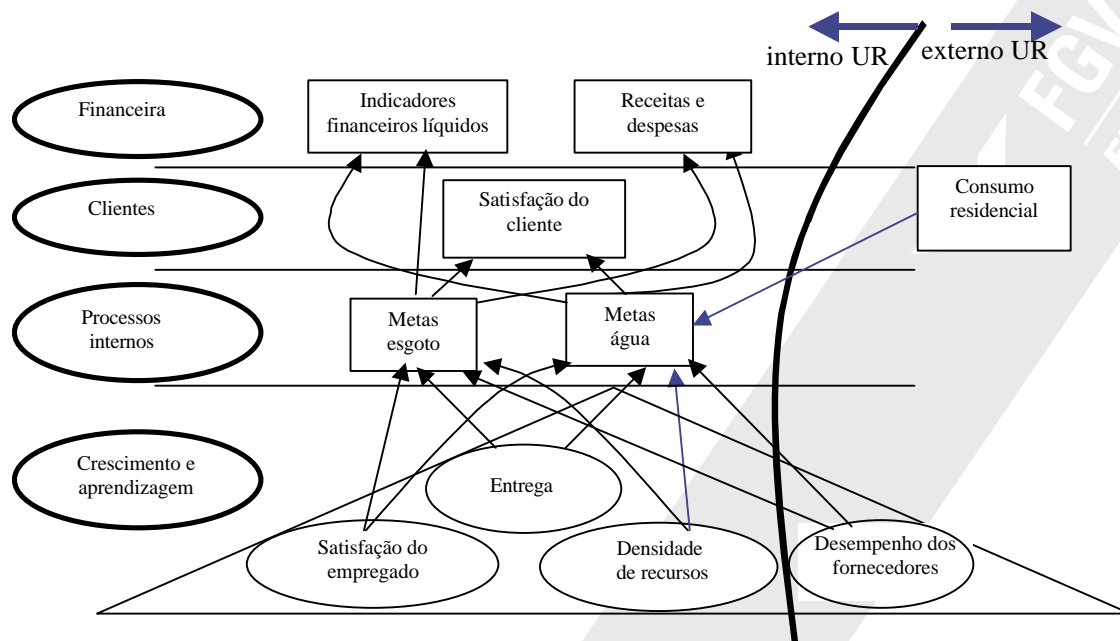 interno UR
externo UR
Financeira
Indicadores
financeiros líquidos
Receitas e
despesas
Clientes
Satisfação do
cliente
Consumo
residencial
Processos
internos
Metas
esgoto
Metas
água
Crescimento e
aprendizagem
Entrega
Satisfação do
empregado
Densidade
de recursos
Desempenho dos
fornecedores
FGV